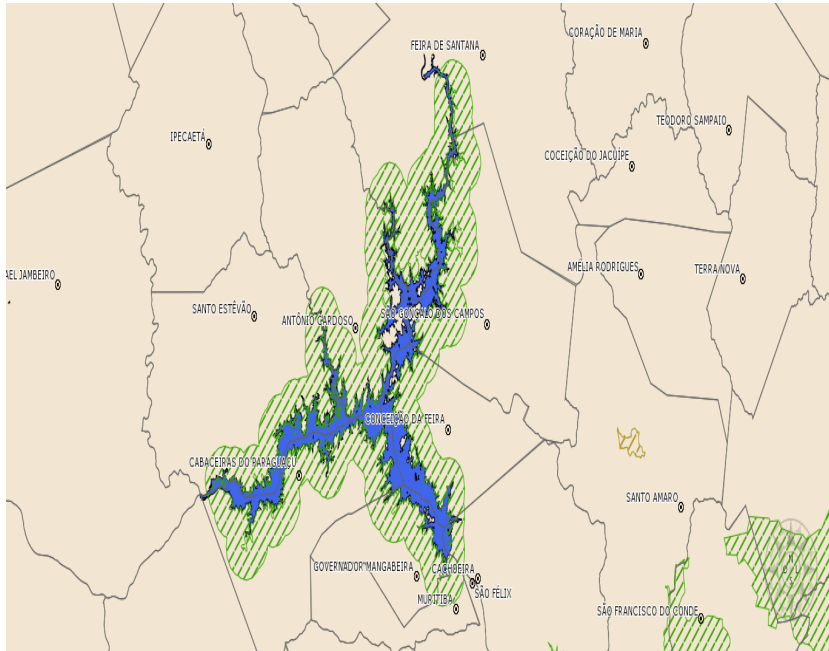 CORAÇÃO DE MARIA
FEIRA DE SANTANA
TEODORO SAMPAIO
IPECAETÁ
COCEIÇÃO DO JACUÍPE
AEL JAMBEIRO
AMÉLIA RODRIGUES
TERRA NOVA
SANTO ESTÊVÃO
ANTÔNIO CARDOSO
SÃO GONÇALO DOS CAMPOS
CONCEIÇÃO DA FEIRA
CABACEIRAS DO PARAGUAÇU
SANTO AMARO
GOVERNADOR MANGABEIRA
CACHOEIRA
SÃO FÉLIX
MURITIBA
SÃO FRANCISCO DO CONDE